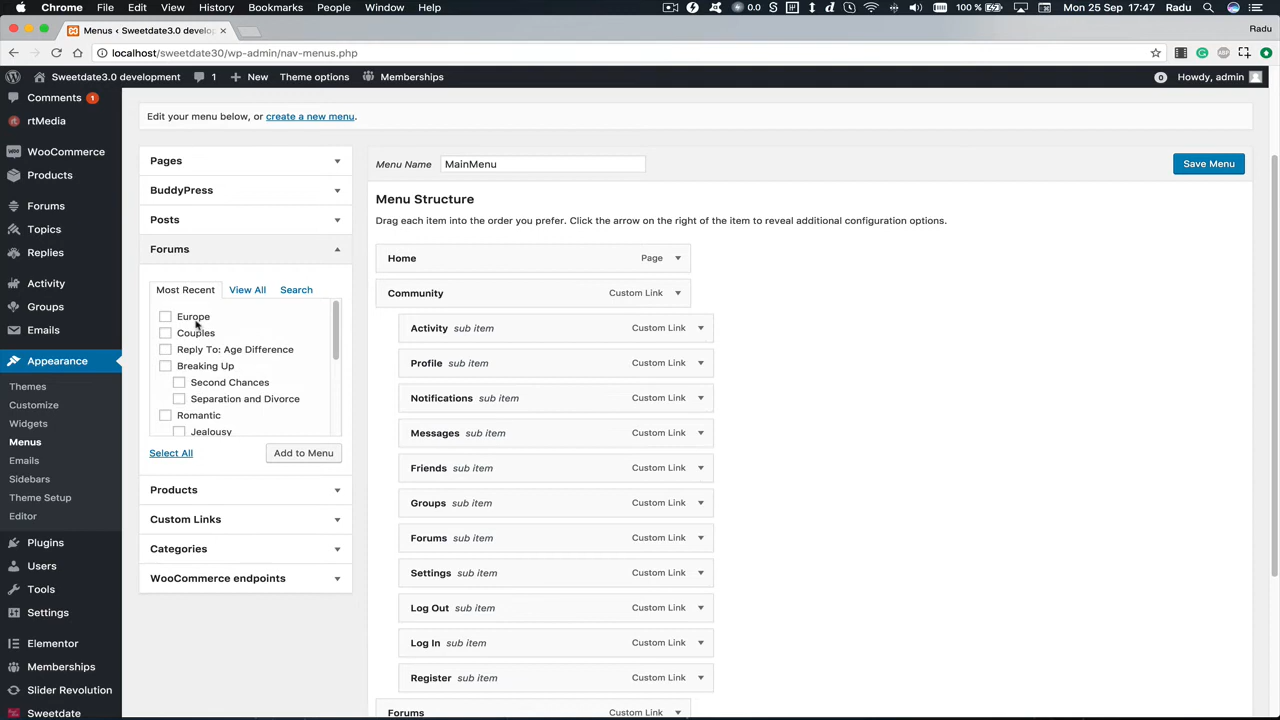 Chrome File Edit View History Bookmarks People Window Help 0.0 100 % Mon 25 Sep 17:47 Radu
Menus < Sweetdate3.0 develop Radu
localhost/sweetdate30/wp-admin/nav-menus.php
Sweetdate3.0 development 1 New Theme options Memberships 0 Howdy, admin
Comments 1
rtMedia
WooCommerce
Products
Forums
Topics
Replies
Activity
Groups
Emails
Appearance
Themes
Customize
Widgets
Menus
Emails
Sidebars
Theme Setup
Editor
Plugins
Users
Tools
Settings
Elementor
Memberships
Slider Revolution
Sweetdate
Edit your menu below, or create a new menu.
Pages
BuddyPress
Posts
Forums
Most Recent View All Search
Europe
Couples
Reply To: Age Difference
Breaking Up
Second Chances
Separation and Divorce
Romantic
Jealousy
Select All Add to Menu
Products
Custom Links
Categories
WooCommerce endpoints
Menu Name MainMenu Save Menu
Menu Structure
Drag each item into the order you prefer. Click the arrow on the right of the item to reveal additional configuration options.
Home Page
Community Custom Link
Activity sub item Custom Link
Profile sub item Custom Link
Notifications sub item Custom Link
Messages sub item Custom Link
Friends sub item Custom Link
Groups sub item Custom Link
Forums sub item Custom Link
Settings sub item Custom Link
Log Out sub item Custom Link
Log In sub item Custom Link
Register sub item Custom Link
Forums Custom Link